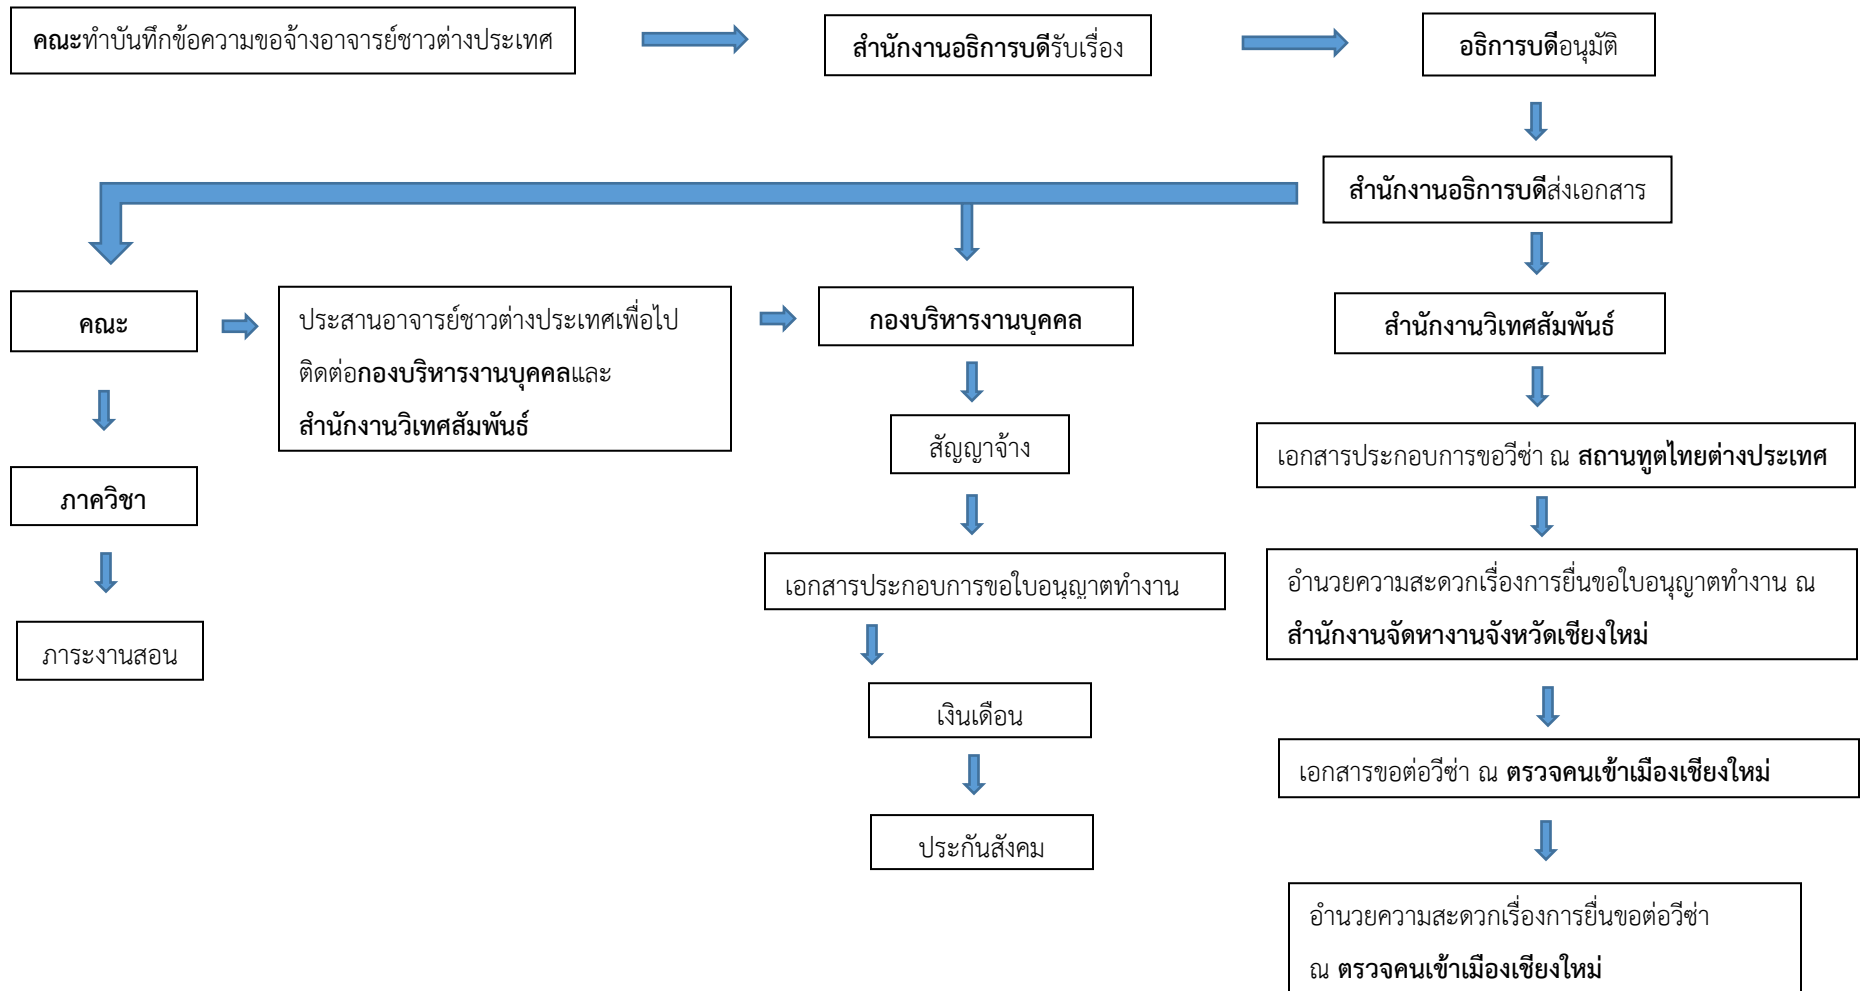 คณะทำบันทึกข้อความขอจ้างอาจารย์ชาวต่างประเทศ
สำนักงานอธิการบดีรับเรื่อง
อธิการบดีอนุมัติ
สำนักงานอธิการบดีส่งเอกสาร
คณะ
ประสานอาจารย์ชาวต่างประเทศเพื่อไป
ติดต่อกองบริหารงานบุคคลและ
สำนักงานวิเทศสัมพันธ์
กองบริหารงานบุคคล
สำนักงานวิเทศสัมพันธ์
ภาควิชา
สัญญาจ้าง
เอกสารประกอบการขอวีซ่า ณ สถานทูตไทยต่างประเทศ
ภาระงานสอน
เอกสารประกอบการขอใบอนุญาตทำงาน
อำนวยความสะดวกเรื่องการยื่นขอใบอนุญาตทำงาน ณ
สำนักงานจัดหางานจังหวัดเชียงใหม่
เงินเดือน
เอกสารขอต่อวีซ่า ณ ตรวจคนเข้าเมืองเชียงใหม่
ประกันสังคม
อำนวยความสะดวกเรื่องการยื่นขอต่อวีซ่า
ณ ตรวจคนเข้าเมืองเชียงใหม่